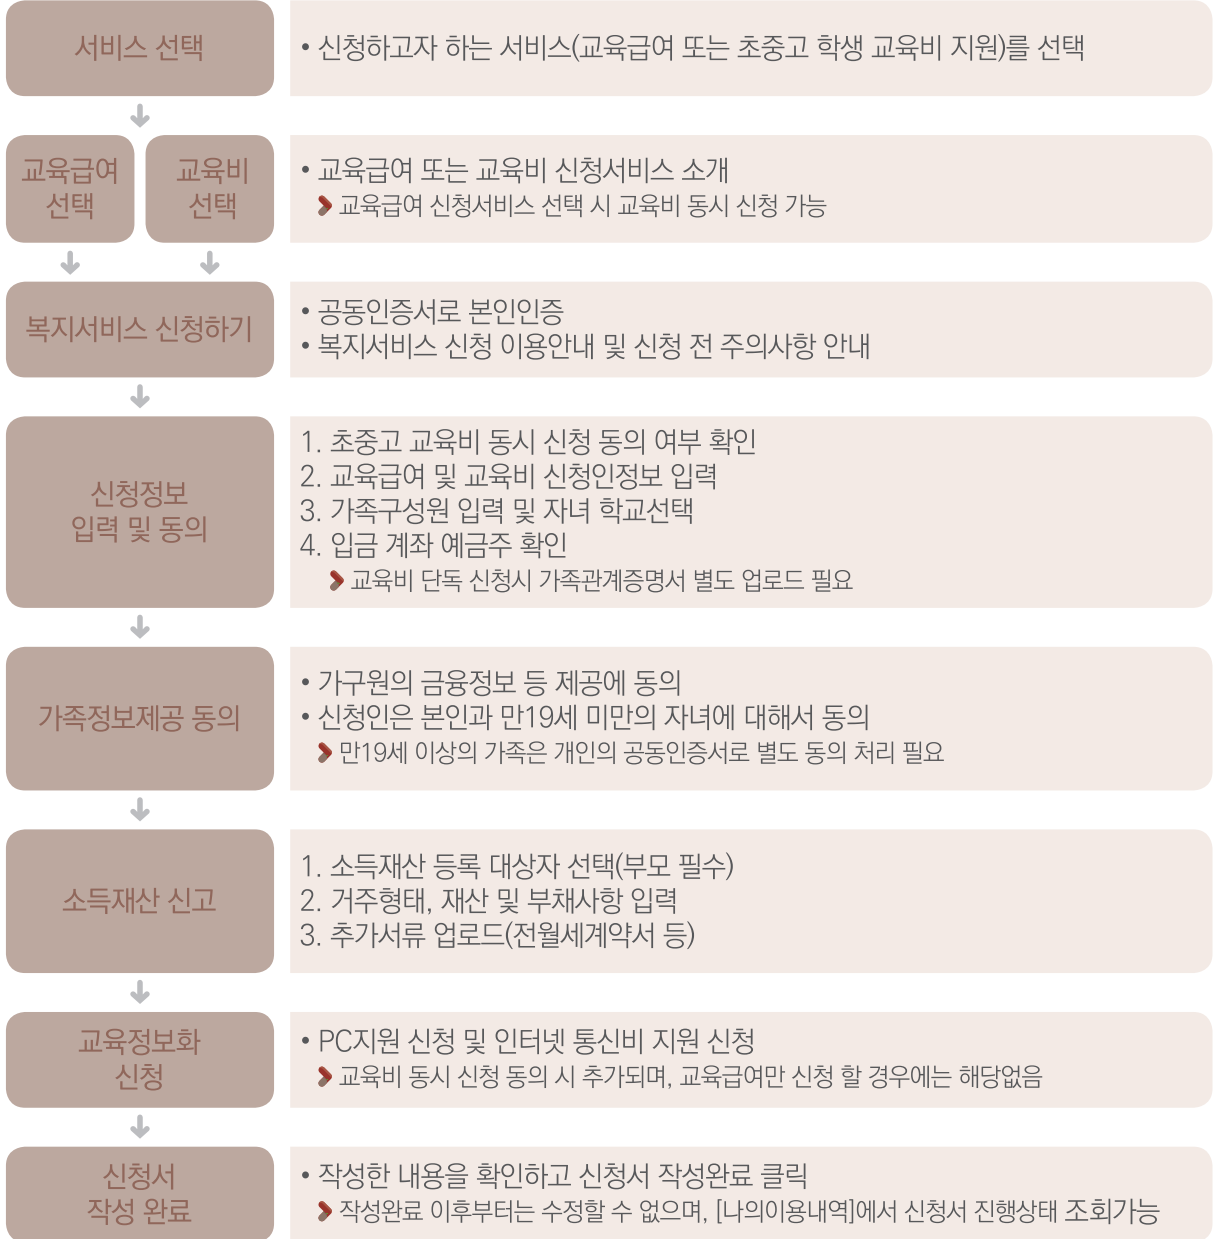 서비스 선택
• 신청하고자 하는 서비스(교육급여 또는 초중고 학생 교육비 지원)를 선택
교육급여
선택
교육비
선택
• 교육급여 또는 교육비 신청서비스 소개
교육급여 신청서비스 선택 시 교육비 동시 신청 가능
복지서비스 신청하기
• 공동인증서로 본인인증
• 복지서비스 신청 이용안내 및 신청 전 주의사항 안내
신청정보
입력 및 동의
1. 초중고 교육비 동시 신청 동의 여부 확인
2. 교육급여 및 교육비 신청인정보 입력
3. 가족구성원 입력 및 자녀 학교선택
4. 입금 계좌 예금주 확인
교육비 단독 신청시 가족관계증명서 별도 업로드 필요
가족정보제공 동의
• 가구원의 금융정보 등 제공에 동의
• 신청인은 본인과 만19세 미만의 자녀에 대해서 동의
만19세 이상의 가족은 개인의 공동인증서로 별도 동의 처리 필요
소득재산 신고
1. 소득재산 등록 대상자 선택(부모 필수)
2. 거주형태, 재산 및 부채사항 입력
3. 추가서류 업로드(전월세계약서 등)
교육정보화
신청
• PC지원 신청 및 인터넷 통신비 지원 신청
교육비 동시 신청 동의 시 추가되며, 교육급여만 신청 할 경우에는 해당없음
신청서
작성 완료
• 작성한 내용을 확인하고 신청서 작성완료 클릭
작성완료 이후부터는 수정할 수 없으며, [나의이용내역]에서 신청서 진행상태 조회가능